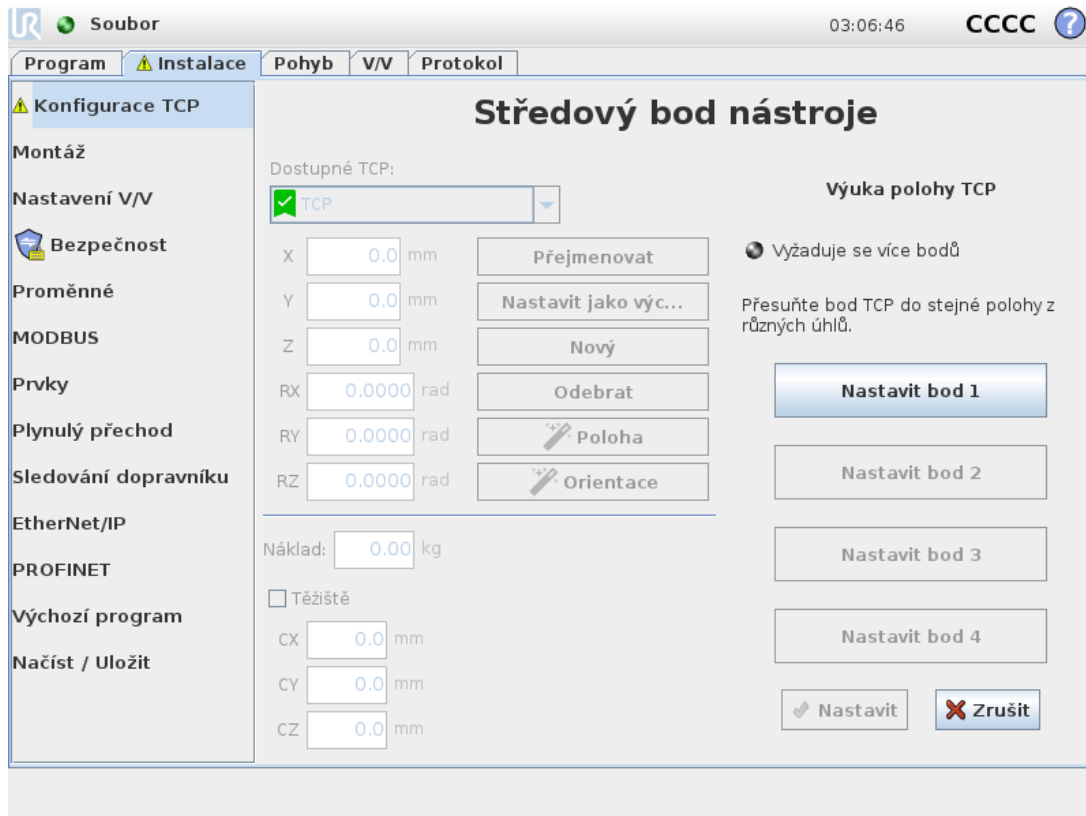 UR Soubor 03:06:46 CCCC ?
Program Instalace Pohyb V/V Protokol
Konfigurace TCP
Montáž
Nastavení V/V
Bezpečnost
Proměnné
MODBUS
Prvky
Plynulý přechod
Sledování dopravníku
EtherNet/IP
PROFINET
Výchozí program
Načíst / Uložit
Středový bod nástroje
Dostupné TCP:
TCP
X 0.0 mm Přejmenovat
Y 0.0 mm Nastavit jako výc...
Z 0.0 mm Nový
RX 0.0000 rad Odebrat
RY 0.0000 rad Poloha
RZ 0.0000 rad Orientace
Náklad: 0.00 kg
Těžiště
CX 0.0 mm
CY 0.0 mm
CZ 0.0 mm
Výuka polohy TCP
Vyžaduje se více bodů
Přesuňte bod TCP do stejné polohy z
různých úhlů.
Nastavit bod 1
Nastavit bod 2
Nastavit bod 3
Nastavit bod 4
Nastavit Zrušit